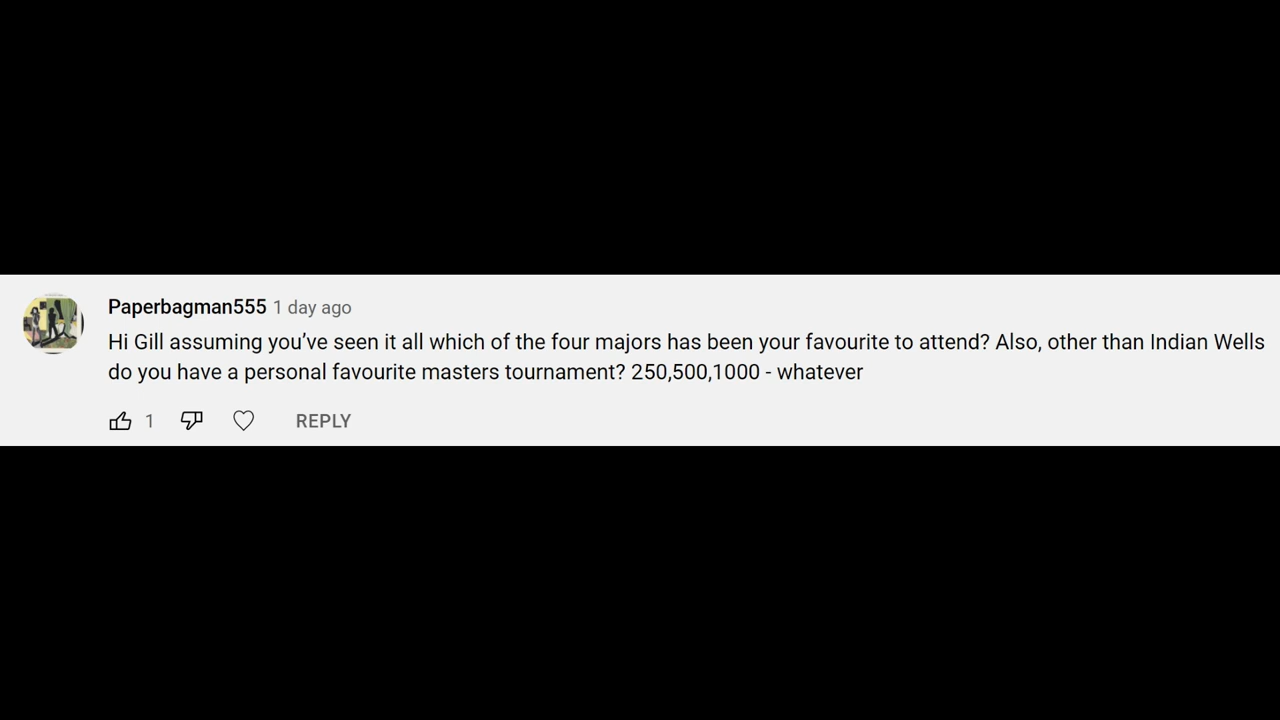 Paperbagman555 1 day ago
Hi Gill assuming you’ve seen it all which of the four majors has been your favourite to attend? Also, other than Indian Wells
do you have a personal favourite masters tournament? 250,500,1000 - whatever
1 REPLY